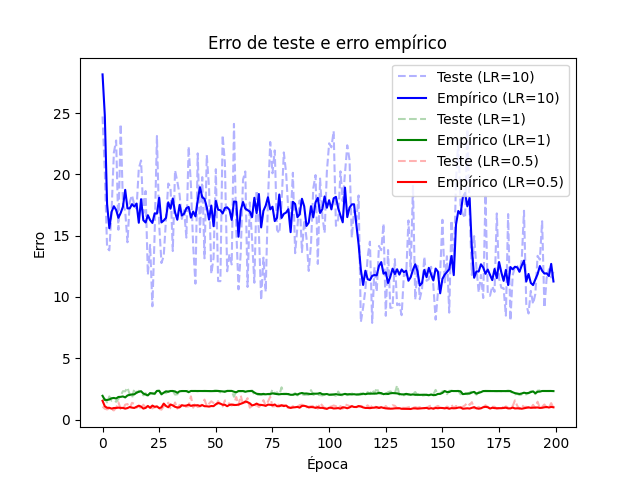 Erro de teste e erro empírico
Teste (LR=10)
Empírico (LR=10)
Teste (LR=1)
Empírico (LR=1)
Teste (LR=0.5)
Empírico (LR=0.5)
Erro
25
20
15
10
5
0
0 25 50 75 100 125 150 175 200
Época